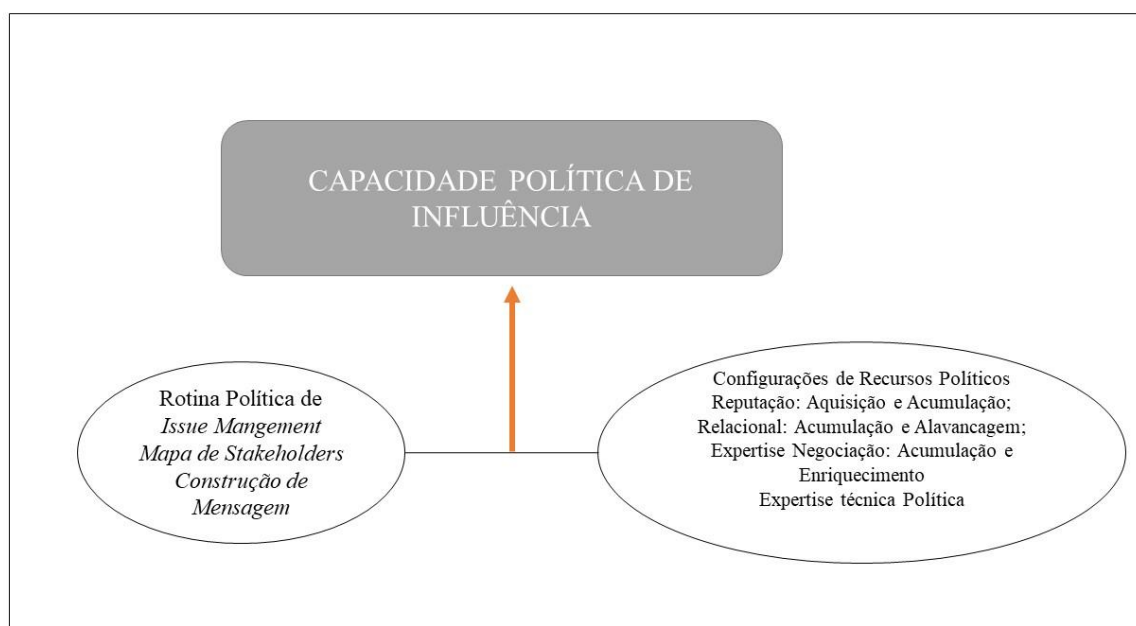 CAPACIDADE POLÍTICA DE
INFLUÊNCIA
Rotina Política de
Issue Mangement
Mapa de Stakeholders
Construção de
Mensagem
Configurações de Recursos Políticos
Reputação: Aquisição e Acumulação;
Relacional: Acumulação e Alavancagem;
Expertise Negociação: Acumulação e
Enriquecimento
Expertise técnica Política